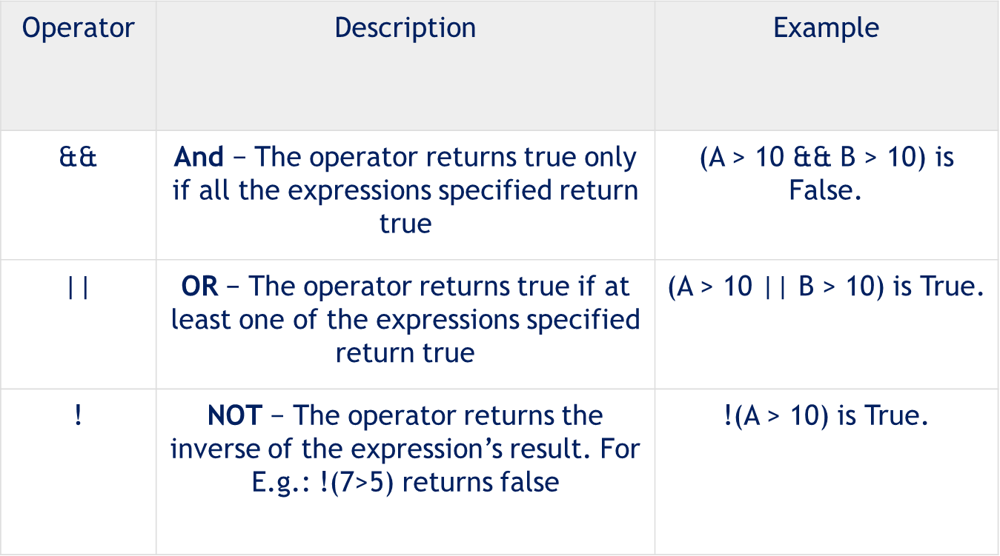 Operator Description Example
&& And – The operator returns true only (A > 10 && B > 10) is
if all the expressions specified return False.
true
|| OR – The operator returns true if at (A > 10 || B > 10) is True.
least one of the expressions specified
return true
! NOT – The operator returns the !(A > 10) is True.
inverse of the expression’s result. For
E.g.: !(7>5) returns false